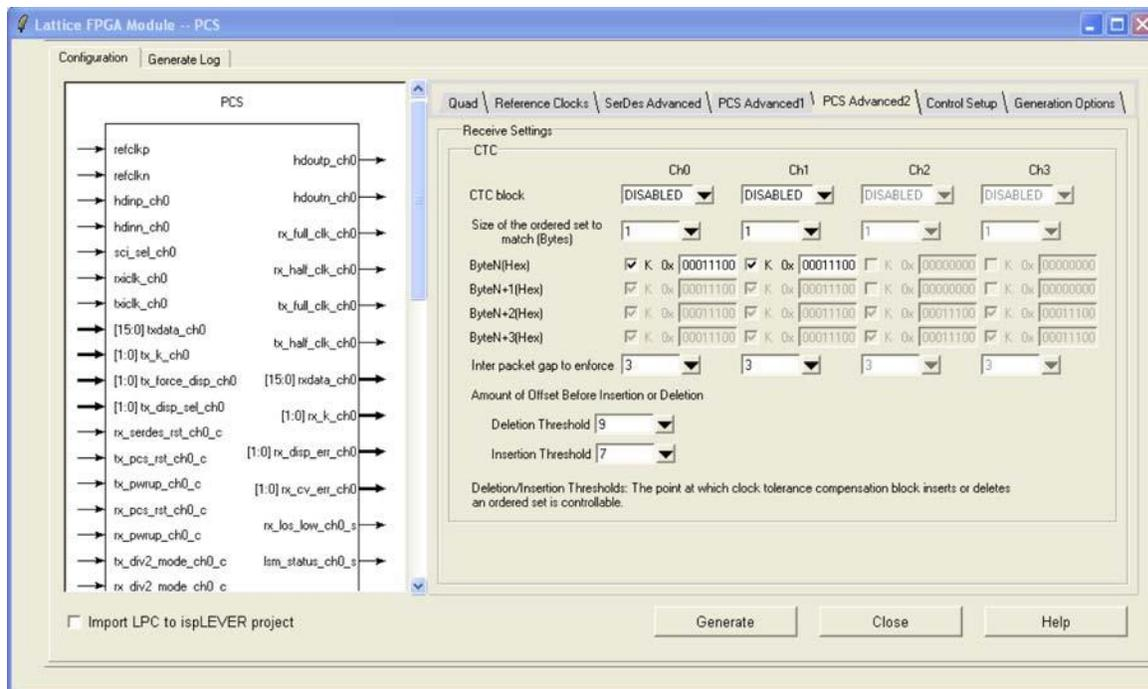 Lattice FPGA Module -- PCS
Configuration Generate Log
PCS
refclkp
refclkn
hdinp_ch0
hdinn_ch0
sci_sel_ch0
rxiclk_ch0
txiclk_ch0
[15:0] txdata_ch0
[1:0] tx_k_ch0
[1:0] tx_force_disp_ch0
[1:0] tx_disp_sel_ch0
rx_serdes_rst_ch0_c
tx_pcs_rst_ch0_c
tx_pwrup_ch0_c
rx_pcs_rst_ch0_c
rx_pwrup_ch0_c
tx_div2_mode_ch0_c
rx_div2_mode_ch0_c
hdoutp_ch0
hdoutn_ch0
rx_full_clk_ch0
rx_half_clk_ch0
tx_full_clk_ch0
tx_half_clk_ch0
[15:0] rxdata_ch0
[1:0] rx_k_ch0
[1:0] rx_disp_err_ch0
[1:0] rx_cv_err_ch0
rx_los_low_ch0_s
lsm_status_ch0_s
Quad \ Reference Clocks \ SerDes Advanced \ PCS Advanced1 \ PCS Advanced2 \ Control Setup \ Generation Options \
Receive Settings
CTC
Ch0 Ch1 Ch2 Ch3
CTC block DISABLED DISABLED DISABLED DISABLED
Size of the ordered set to 1 1 1 1
match (Bytes)
ByteN(Hex) K 0x 00011100 K 0x 00011100 K 0x 00000000 K 0x 00000000
ByteN+1(Hex) K 0x 00011100 K 0x 00011100 K 0x 00000000 K 0x 00000000
ByteN+2(Hex) K 0x 00011100 K 0x 00011100 K 0x 00011100 K 0x 00011100
ByteN+3(Hex) K 0x 00011100 K 0x 00011100 K 0x 00011100 K 0x 00011100
Inter packet gap to enforce 3 3 3 3
Amount of Offset Before Insertion or Deletion
Deletion Threshold 9
Insertion Threshold 7
Deletion/Insertion Thresholds: The point at which clock tolerance compensation block inserts or deletes
an ordered set is controllable.
Import LPC to ispLEVER project
Generate Close Help